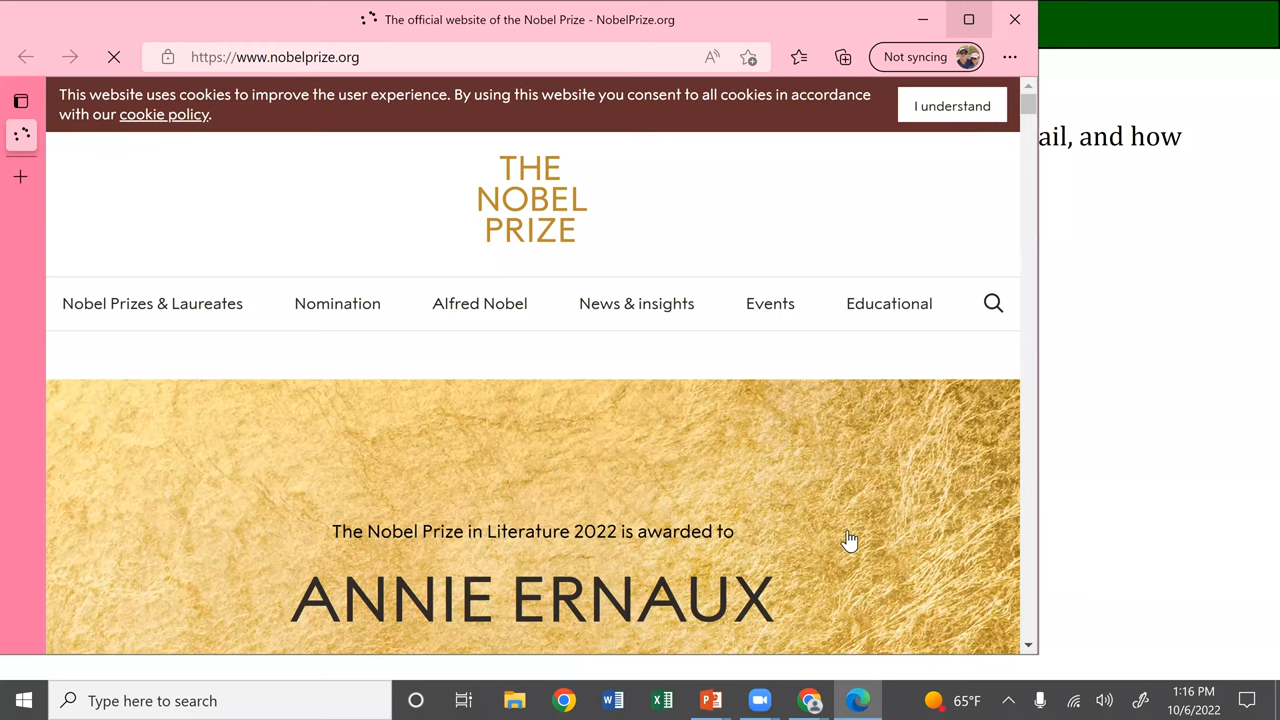 The official website of the Nobel Prize - NobelPrize.org
https://www.nobelprize.org
Not syncing
This website uses cookies to improve the user experience. By using this website you consent to all cookies in accordance
with our cookie policy.
I understand
ail, and how
THE
NOBEL
PRIZE
Nobel Prizes & Laureates
Nomination
Alfred Nobel
News & insights
Events
Educational
The Nobel Prize in Literature 2022 is awarded to
ANNIE ERNAUX
Type here to search
65°F
1:16 PM
10/6/2022